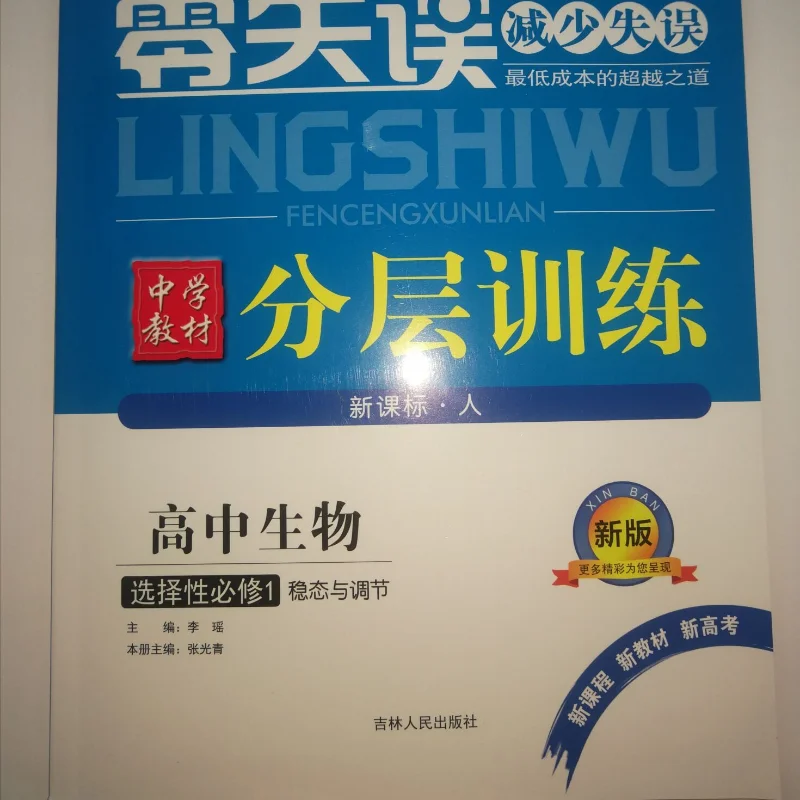 零失误
减少失误
最低成本的超越之道
LINGSHIWU
FENCENGXUNLIAN
中学
教材
分层训练
新课标·人
高中生物
选择性必修1 稳态与调节
主 编：李 瑶
本册主编：张光青
XIN BAN
新版
更多精彩为您呈现
新课程 新教材 新高考
吉林人民出版社